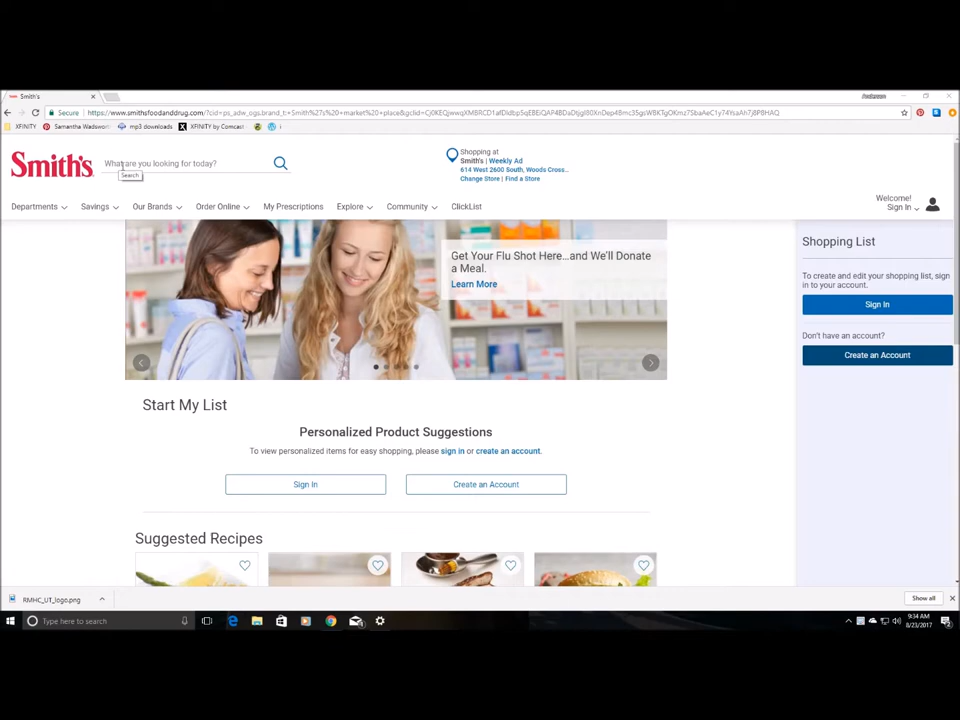 Smith's
Secure
XFINITY
Samantha Wadswort
mp3 downloads
XFINITY by Comcast
Smith's
What are you looking for today?
Search
Shopping at
Smith's | Weekly Ad
614 West 2600 South, Woods Cross...
Change Store | Find a Store
Departments
Savings
Our Brands
Order Online
My Prescriptions
Explore
Community
ClickList
Welcome!
Sign In
Get Your Flu Shot Here...and We'll Donate
a Meal.
Learn More
Shopping List
To create and edit your shopping list, sign
in to your account.
Sign In
Don't have an account?
Create an Account
Start My List
Personalized Product Suggestions
To view personalized items for easy shopping, please sign in or create an account.
Sign In
Create an Account
Suggested Recipes
RMHC_UT_logo.png
Show all
Type here to search
9:34 AM
8/23/2017